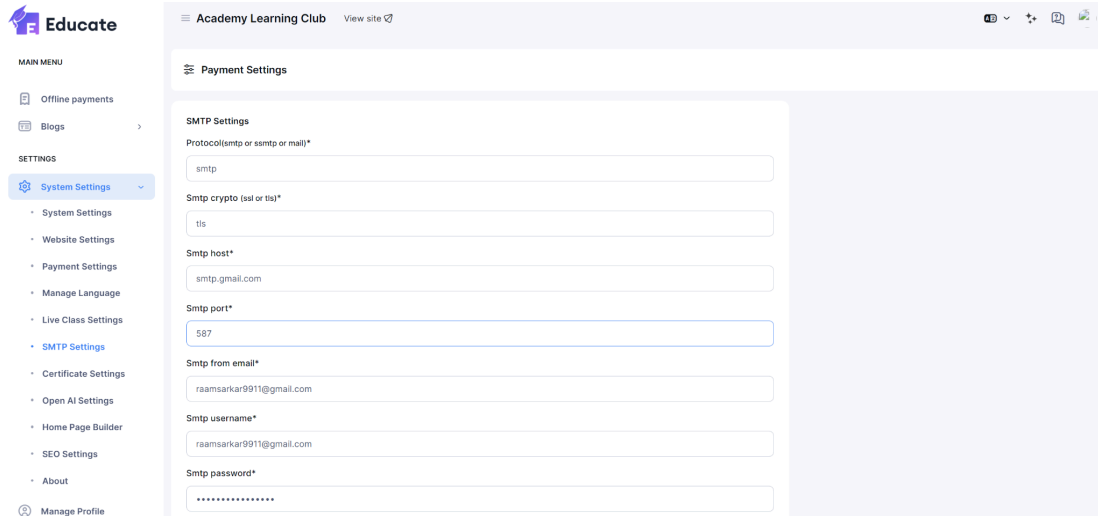 Educate
Academy Learning Club
View site
MAIN MENU
Offline payments
Blogs
SETTINGS
System Settings
System Settings
Website Settings
Payment Settings
Manage Language
Live Class Settings
SMTP Settings
Certificate Settings
Open AI Settings
Home Page Builder
SEO Settings
About
Manage Profile
Payment Settings
SMTP Settings
Protocol(smtp or ssmtp or mail)*
smtp
Smtp crypto (ssl or tls)*
tls
Smtp host*
smtp.gmail.com
Smtp port*
587
Smtp from email*
raamsarkar9911@gmail.com
Smtp username*
raamsarkar9911@gmail.com
Smtp password*
••••••••••••••••